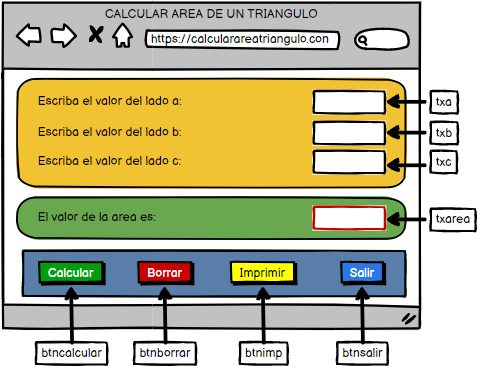 CALCULAR AREA DE UN TRIANGULO
https://calcularareatriangulo.con
Escriba el valor del lado a:
txa
Escriba el valor del lado b:
txb
Escriba el valor del lado c:
txc
El valor de la area es:
txarea
Calcular
Borrar
Imprimir
Salir
btncalcular
btnborrar
btnimp
btnsalir